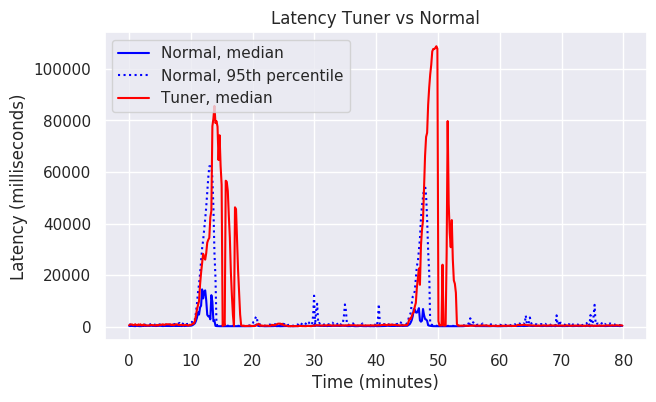 Latency Tuner vs Normal
Normal, median
Normal, 95th percentile
Tuner, median
Latency (milliseconds)
100000
80000
60000
40000
20000
0
0 10 20 30 40 50 60 70 80
Time (minutes)